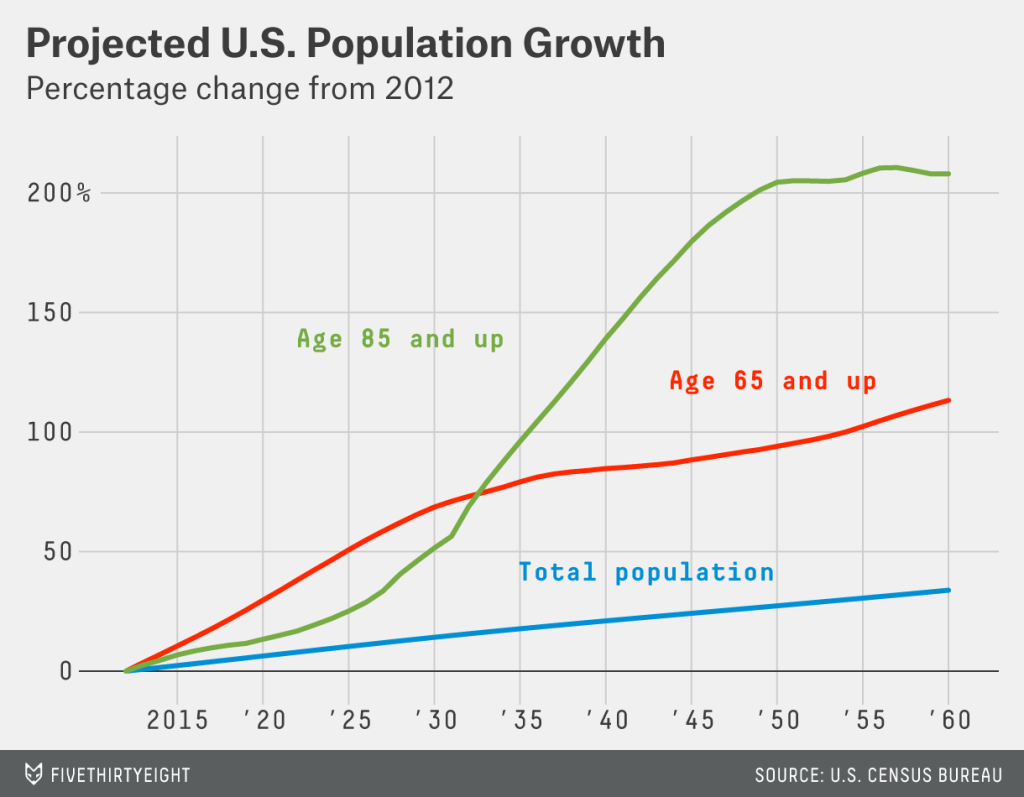 Projected U.S. Population Growth
Percentage change from 2012
200%
150
Age 85 and up
Age 65 and up
100
50
Total population
0
2015 ’20 ’25 ’30 ’35 ’40 ’45 ’50 ’55 ’60
FIVETHIRTYEIGHT
SOURCE: U.S. CENSUS BUREAU